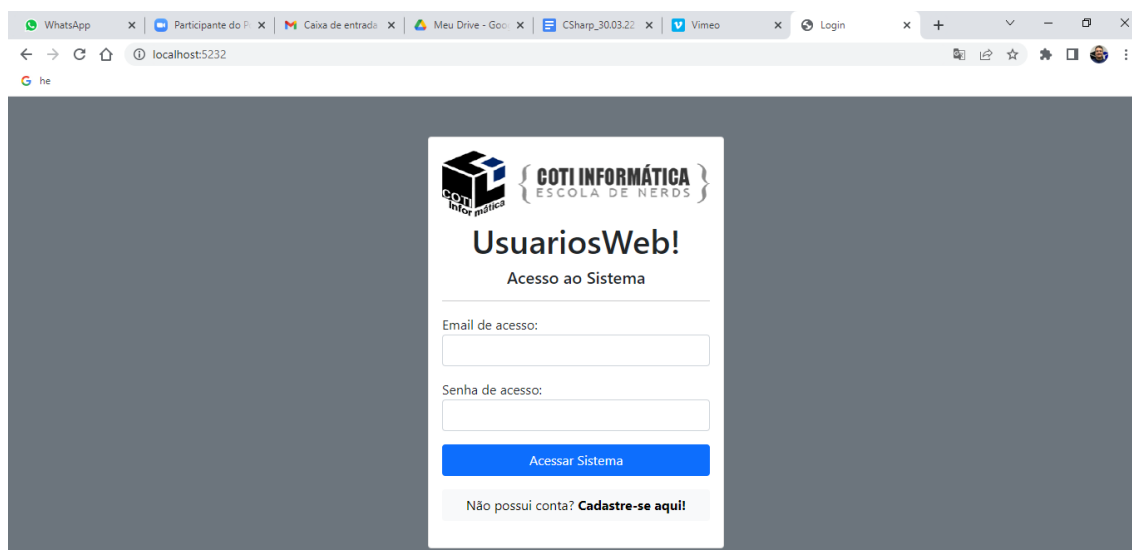 WhatsApp
Participante do P
Caixa de entrada
Meu Drive - Goo
CSharp_30.03.22
Vimeo
Login
localhost:5232
he
COTI
Informática
{ COTI INFORMÁTICA }
ESCOLA DE NERDS
UsuariosWeb!
Acesso ao Sistema
Email de acesso:
Senha de acesso:
Acessar Sistema
Não possui conta? Cadastre-se aqui!